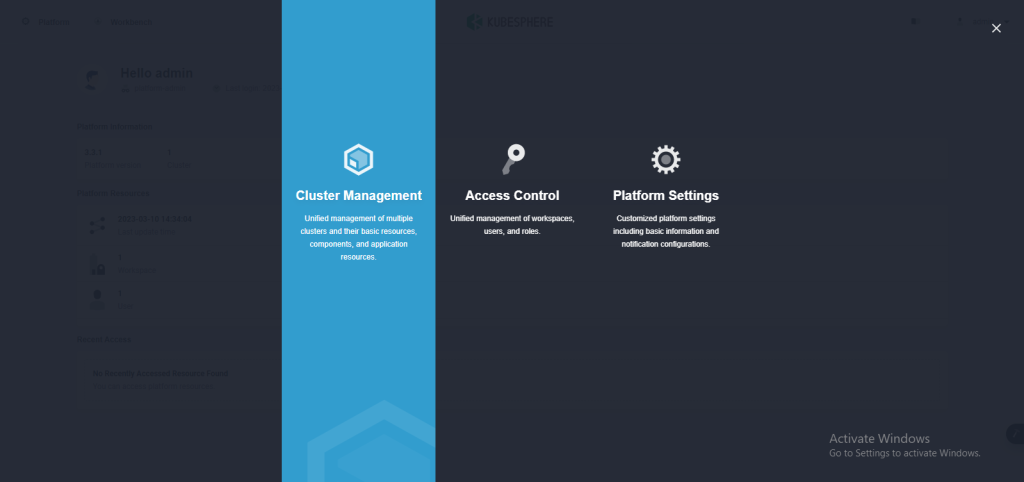 Platform
Workbench
KUBESPHERE
Hello admin
Cluster Management
Unified management of multiple
clusters and their basic resources,
components, and application
resources.
Access Control
Unified management of workspaces,
users, and roles.
Platform Settings
Customized platform settings
including basic information and
notification configurations.
Platform Information
Platform Resources
Recent Access
No Recently Accessed Resource Found
Activate Windows
Go to Settings to activate Windows.